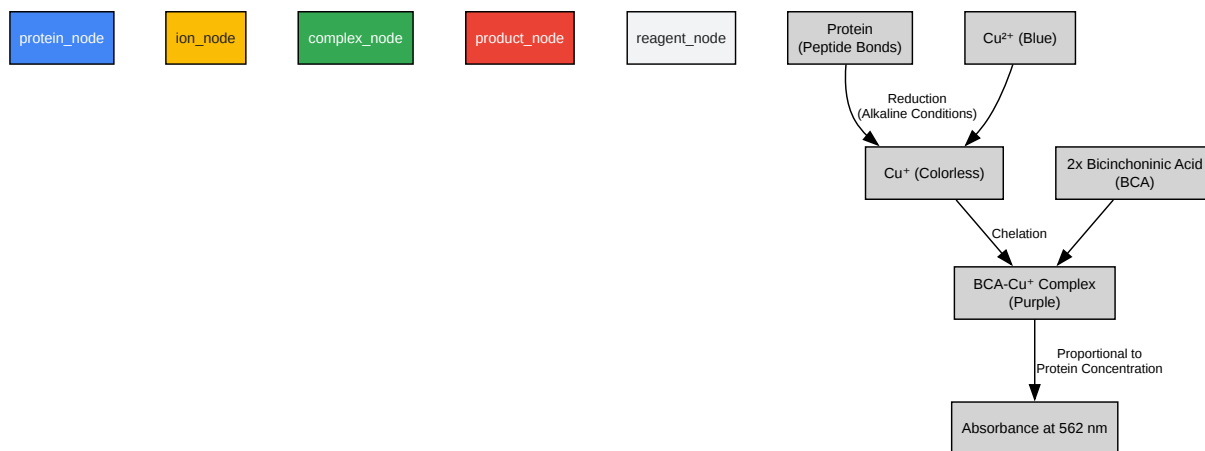 protein_node
ion_node
complex_node
product_node
reagent_node
Protein
(Peptide Bonds)
Cu²⁺ (Blue)
Reduction
(Alkaline Conditions)
Cu⁺ (Colorless)
2x Bicinchoninic Acid
(BCA)
Chelation
BCA-Cu⁺ Complex
(Purple)
Proportional to
Protein Concentration
Absorbance at 562 nm